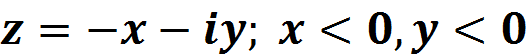 z = −x − iy; x < 0, y < 0